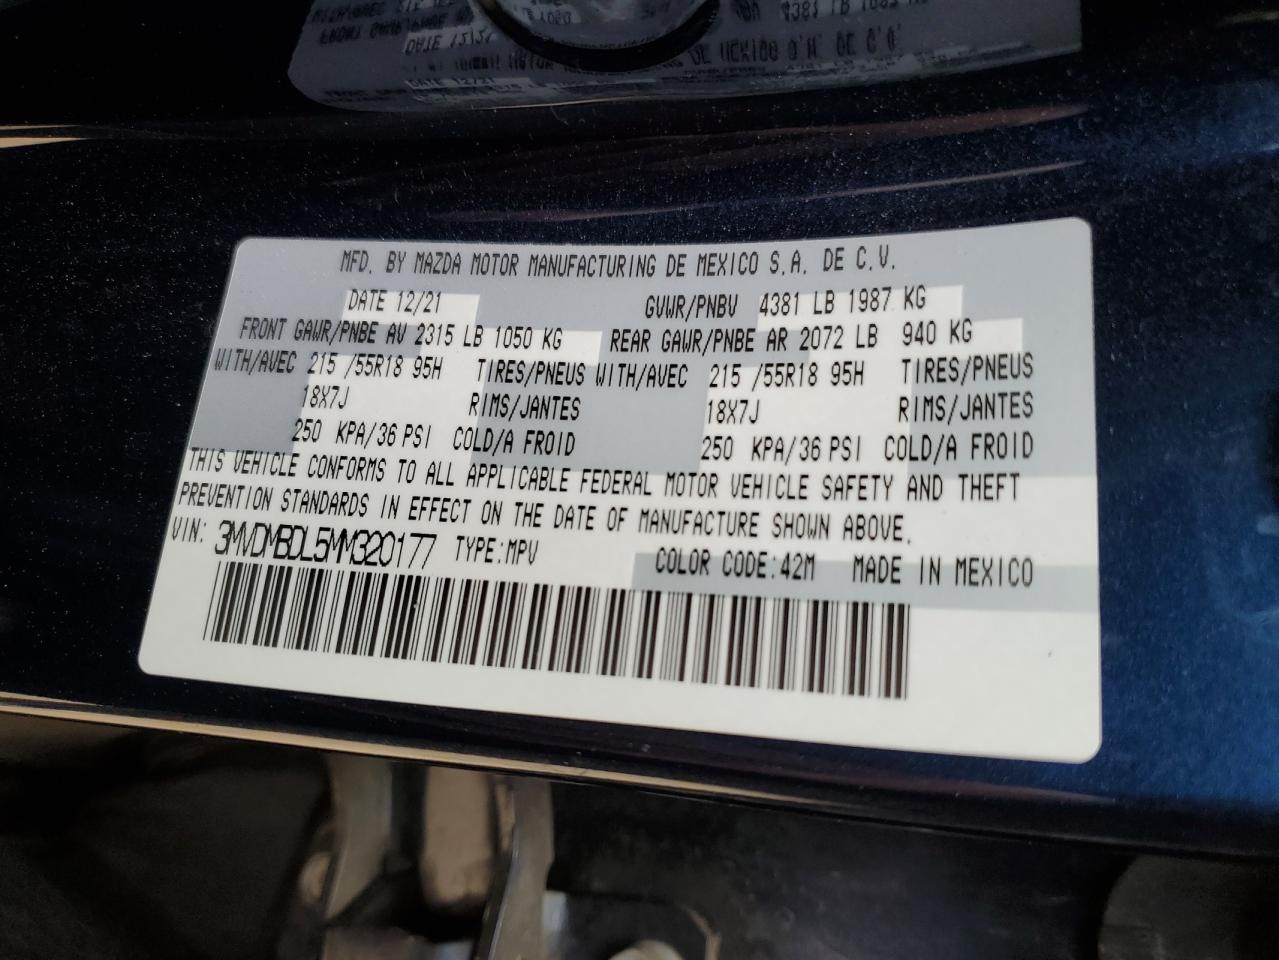 MFD. BY MAZDA MOTOR MANUFACTURING DE MEXICO S.A. DE C.V.
DATE 12/21 GVWR/PNBV 4381 LB 1987 KG
FRONT GAWR/PNBE AV 2315 LB 1050 KG REAR GAWR/PNBE AR 2072 LB 940 KG
WITH/AVEC 215 /55R18 95H TIRES/PNEUS WITH/AVEC 215 /55R18 95H TIRES/PNEUS
18X7J RIMS/JANTES 18X7J RIMS/JANTES
250 KPA/36 PSI COLD/A FROID 250 KPA/36 PSI COLD/A FROID
THIS VEHICLE CONFORMS TO ALL APPLICABLE FEDERAL MOTOR VEHICLE SAFETY AND THEFT
PREVENTION STANDARDS IN EFFECT ON THE DATE OF MANUFACTURE SHOWN ABOVE.
VIN: 3MVDMBDL5MM320177 TYPE:MPV COLOR CODE:42M MADE IN MEXICO